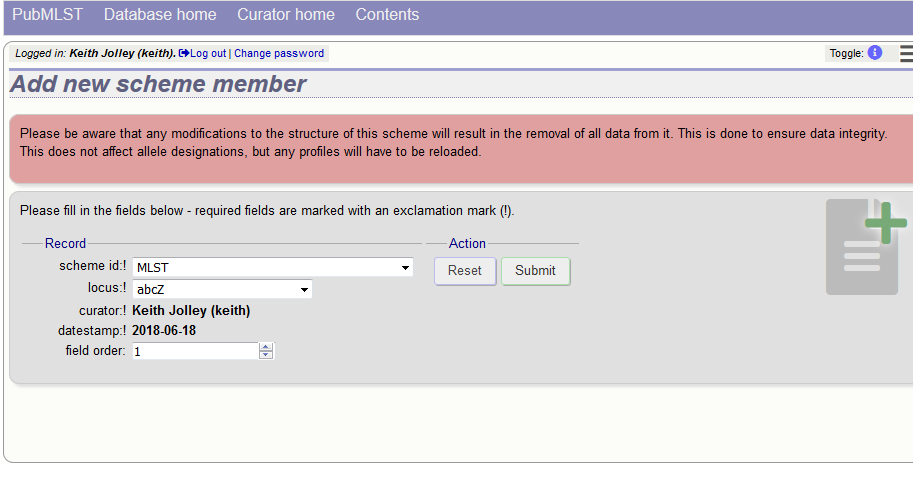 PubMLST Database home Curator home Contents
Logged in: Keith Jolley (keith). Log out | Change password Toggle: i
Add new scheme member
Please be aware that any modifications to the structure of this scheme will result in the removal of all data from it. This is done to ensure data integrity.
This does not affect allele designations, but any profiles will have to be reloaded.
Please fill in the fields below - required fields are marked with an exclamation mark (!).
Record Action
scheme id:! MLST Reset Submit
locus:! abcZ
curator:! Keith Jolley (keith)
datestamp:! 2018-06-18
field order: 1